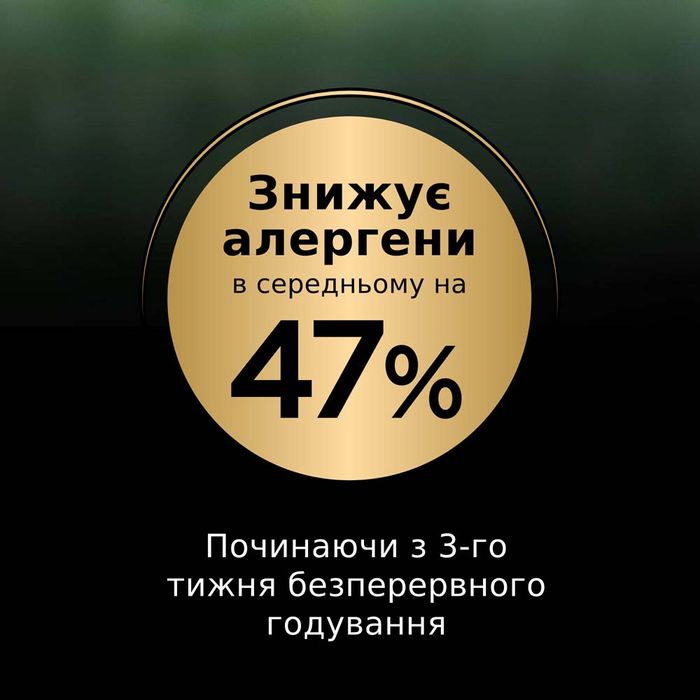 Знижує
алергени
в середньому на
47%
Починаючи з 3-го
тижня безперервного
годування